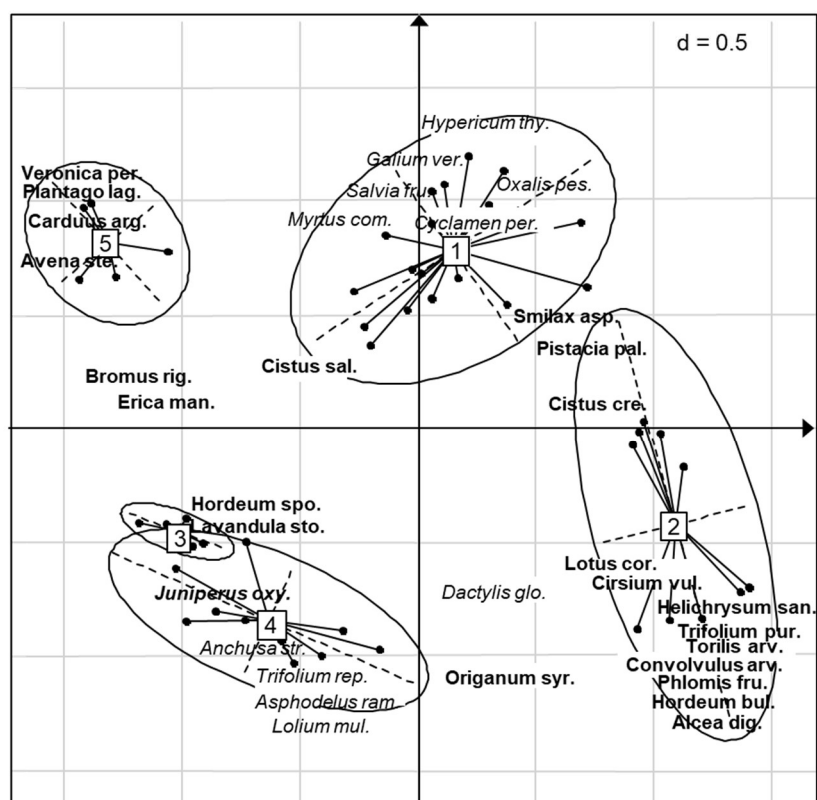 d = 0.5
Hypericum thy.
Galium ver.
Oxalis pes.
Salvia fru.
Myrtus com.
Cyclamen per.
1
Veronica per.
Plantago lag.
Carduus arg.
5
Avena ste.
Smilax asp.
Pistacia pal.
Cistus sal.
Bromus rig.
Erica man.
Cistus cre.
Hordeum spo.
Lavandula sto.
3
2
Juniperus oxy.
4
Anchusa str.
Trifolium rep.
Asphodelus ram.
Lolium mul.
Dactylis glo.
Origanum syr.
Lotus cor.
Cirsium vul.
Helichrysum san.
Trifolium pur.
Torilis arv.
Convolvulus arv.
Phlomis fru.
Hordeum bul.
Alcea dig.